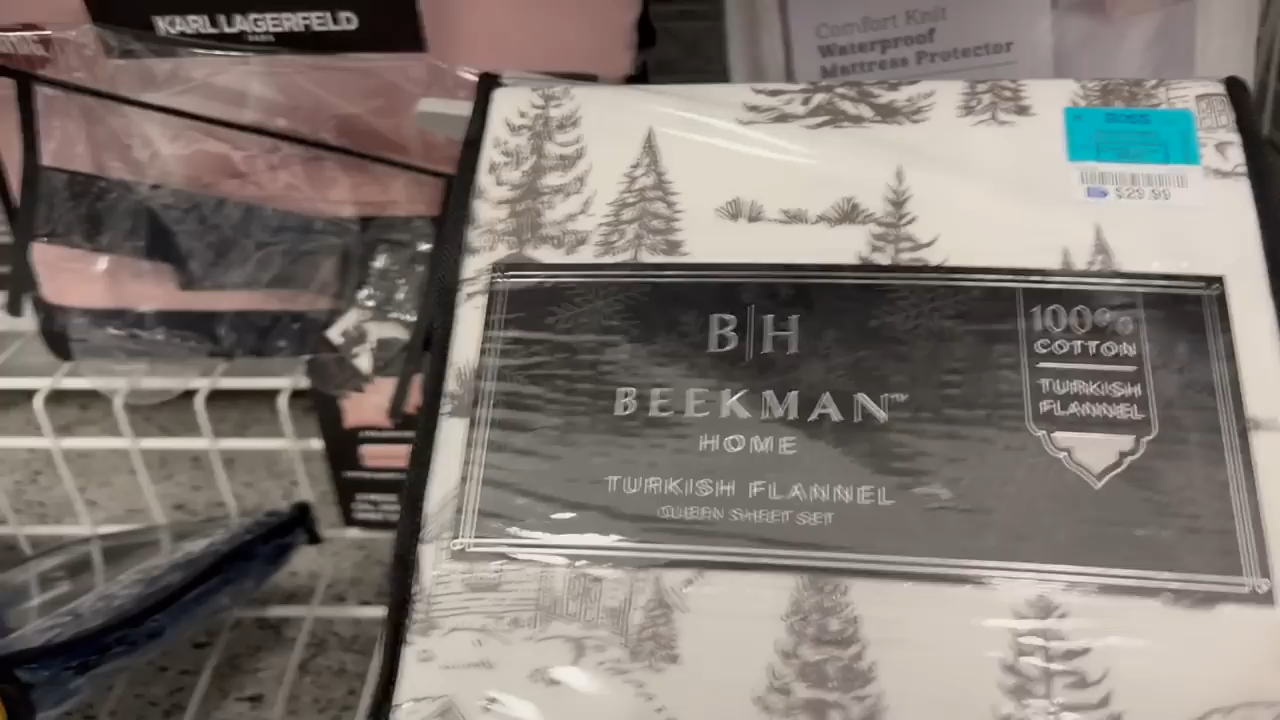 KARL LAGERFELD
PARIS
Comfort Knit
Waterproof
Mattress Protector
ROSS
$29.99
B|H
BEEKMAN™
HOME
TURKISH FLANNEL
QUEEN SHEET SET
100%
COTTON
TURKISH
FLANNEL